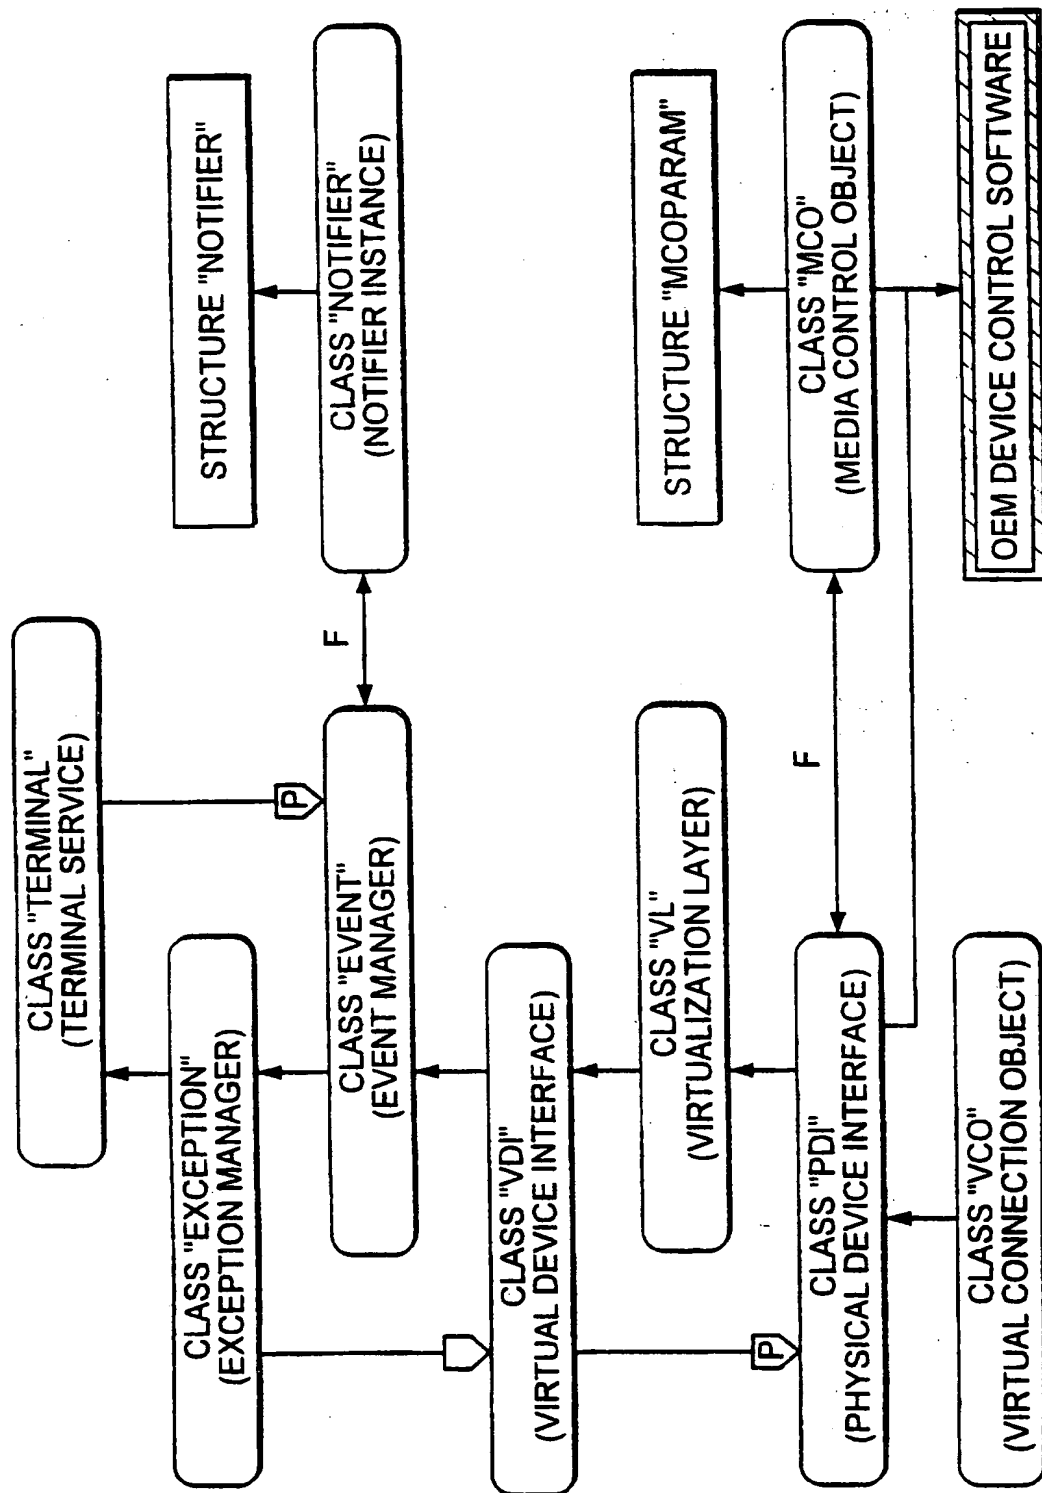 CLASS "TERMINAL"
(TERMINAL SERVICE)
CLASS "EXCEPTION"
(EXCEPTION MANAGER)
STRUCTURE "NOTIFIER"
P
CLASS "EVENT"
(EVENT MANAGER)
F
CLASS "NOTIFIER"
(NOTIFIER INSTANCE)
CLASS "VDI"
(VIRTUAL DEVICE INTERFACE)
CLASS "VL"
(VIRTUALIZATION LAYER)
STRUCTURE "MCOPARAM"
P
CLASS "PDI"
(PHYSICAL DEVICE INTERFACE)
F
CLASS "MCO"
(MEDIA CONTROL OBJECT)
CLASS "VCO"
(VIRTUAL CONNECTION OBJECT)
OEM DEVICE CONTROL SOFTWARE